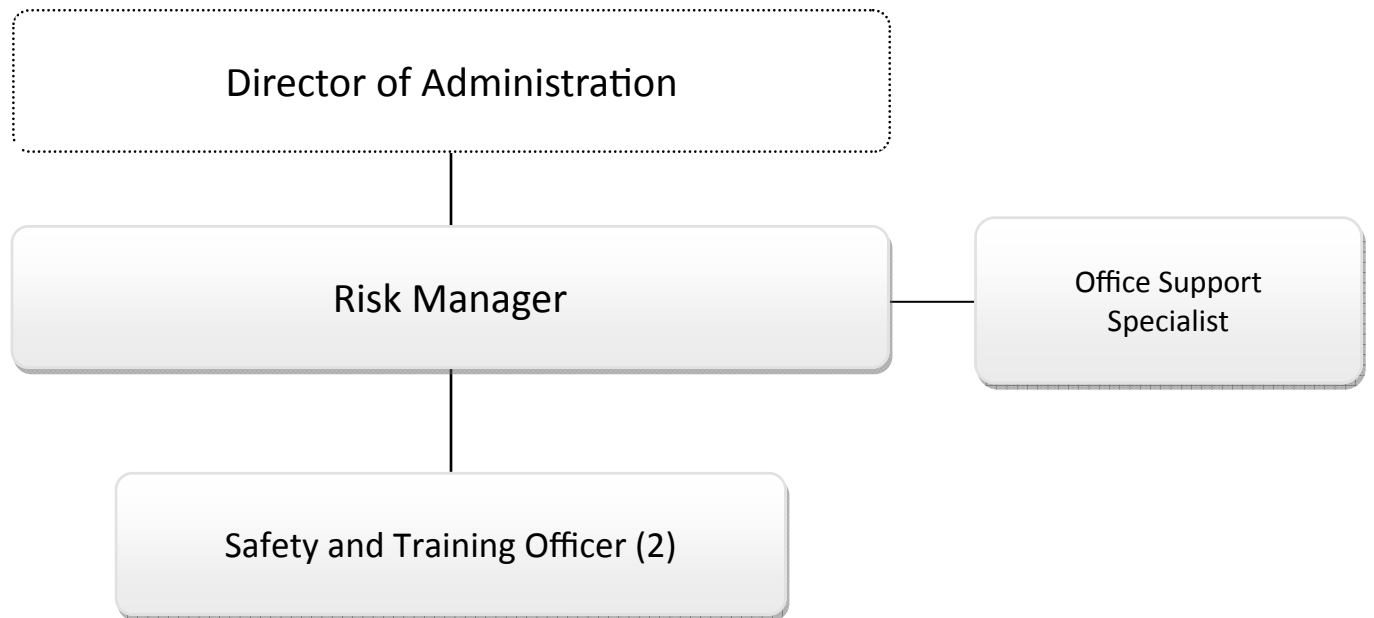 Director of Administration
Risk Manager
Office Support
Specialist
Safety and Training Officer (2)